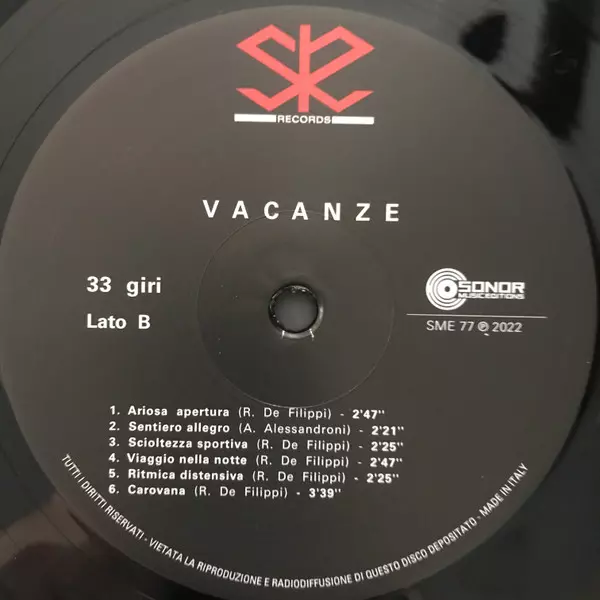 SR
RECORDS
VACANZE
33 giri
Lato B
SONOR
MUSIC EDITIONS
SME 77 ℗ 2022
1. Ariosa apertura (R. De Filippi) - 2'47"
2. Sentiero allegro (A. Alessandroni) - 2'21"
3. Scioltezza sportiva (R. De Filippi) - 2'25"
4. Viaggio nella notte (R. De Filippi) - 2'47"
5. Ritmica distensiva (R. De Filippi) - 2'25"
6. Carovana (R. De Filippi) - 3'39"
TUTTI I DIRITTI RISERVATI - VIETATA LA RIPRODUZIONE E RADIODIFFUSIONE DI QUESTO DISCO DEPOSITATO - MADE IN ITALY